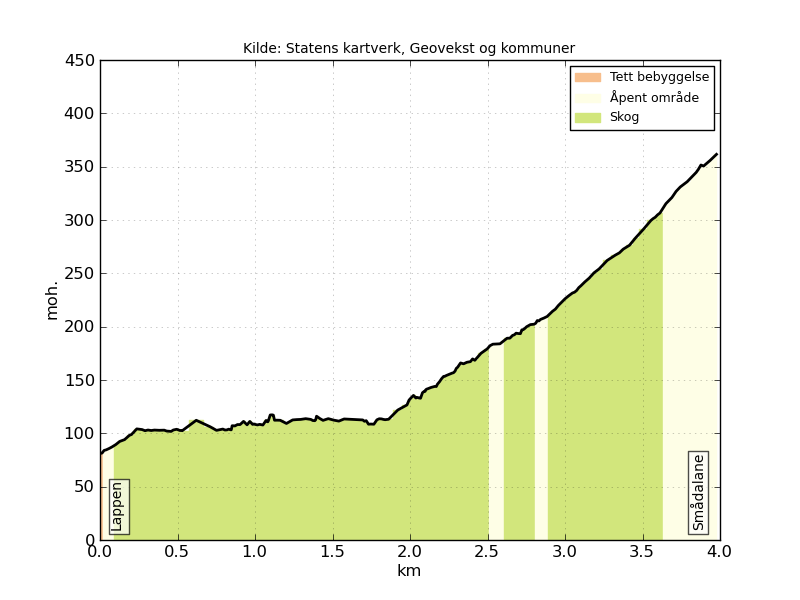 Kilde: Statens kartverk, Geovekst og kommuner
450
400
350
300
250
200
150
100
50
0
moh.
Tett bebyggelse
Åpent område
Skog
Lappen
Smådalane
0.0 0.5 1.0 1.5 2.0 2.5 3.0 3.5 4.0
km